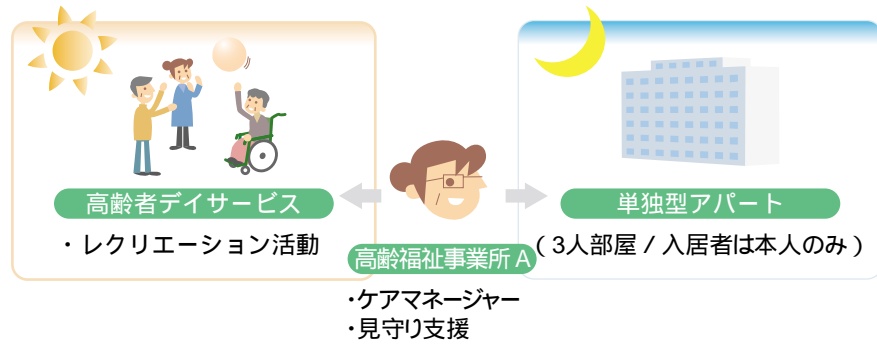 高齢者デイサービス
・レクリエーション活動
単独型アパート
(3人部屋/入居者は本人のみ)
高齢福祉事業所A
・ケアマネージャー
・見守り支援